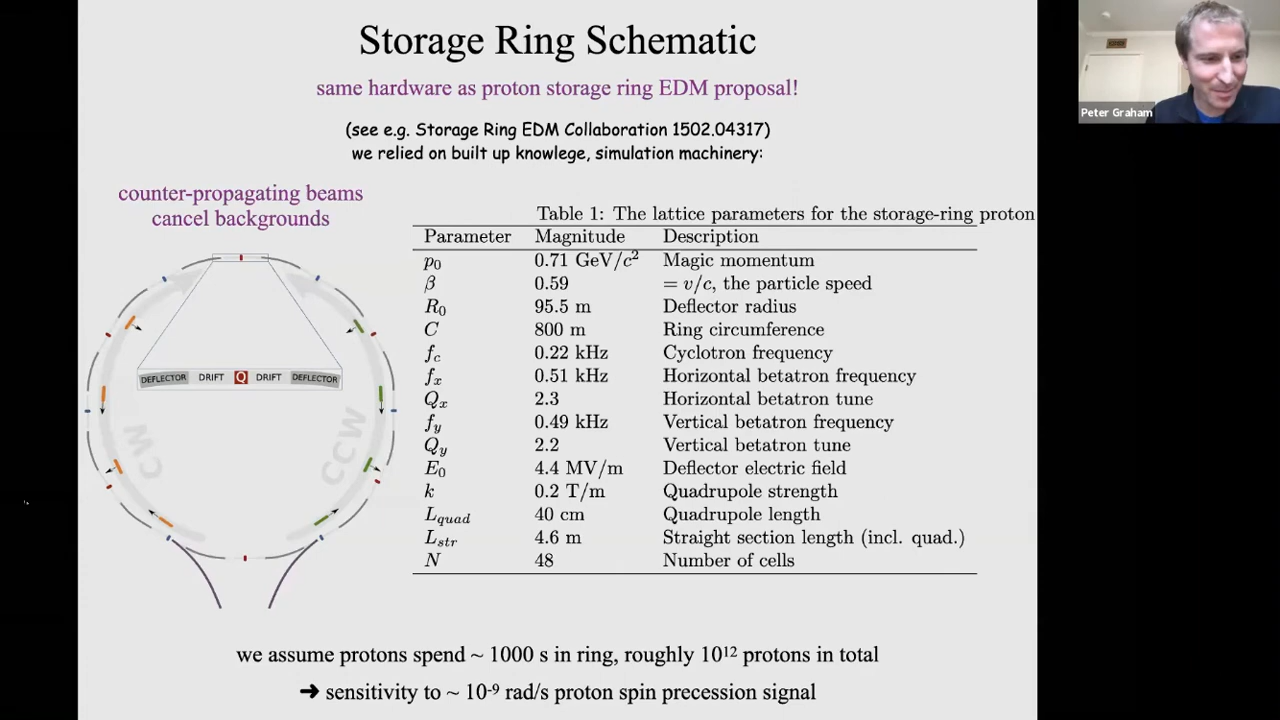 Storage Ring Schematic
same hardware as proton storage ring EDM proposal!
(see e.g. Storage Ring EDM Collaboration 1502.04317)
we relied on built up knowlege, simulation machinery:
counter-propagating beams
cancel backgrounds
DEFLECTOR DRIFT Q DRIFT DEFLECTOR
CW CCW
Table 1: The lattice parameters for the storage-ring proton
Parameter Magnitude Description
p₀ 0.71 GeV/c² Magic momentum
β 0.59 = v/c, the particle speed
R₀ 95.5 m Deflector radius
C 800 m Ring circumference
f_c 0.22 kHz Cyclotron frequency
f_x 0.51 kHz Horizontal betatron frequency
Q_x 2.3 Horizontal betatron tune
f_y 0.49 kHz Vertical betatron frequency
Q_y 2.2 Vertical betatron tune
E₀ 4.4 MV/m Deflector electric field
k 0.2 T/m Quadrupole strength
L_quad 40 cm Quadrupole length
L_str 4.6 m Straight section length (incl. quad.)
N 48 Number of cells
we assume protons spend ~ 1000 s in ring, roughly 10¹² protons in total
➜ sensitivity to ~ 10⁻⁹ rad/s proton spin precession signal
Peter Graham